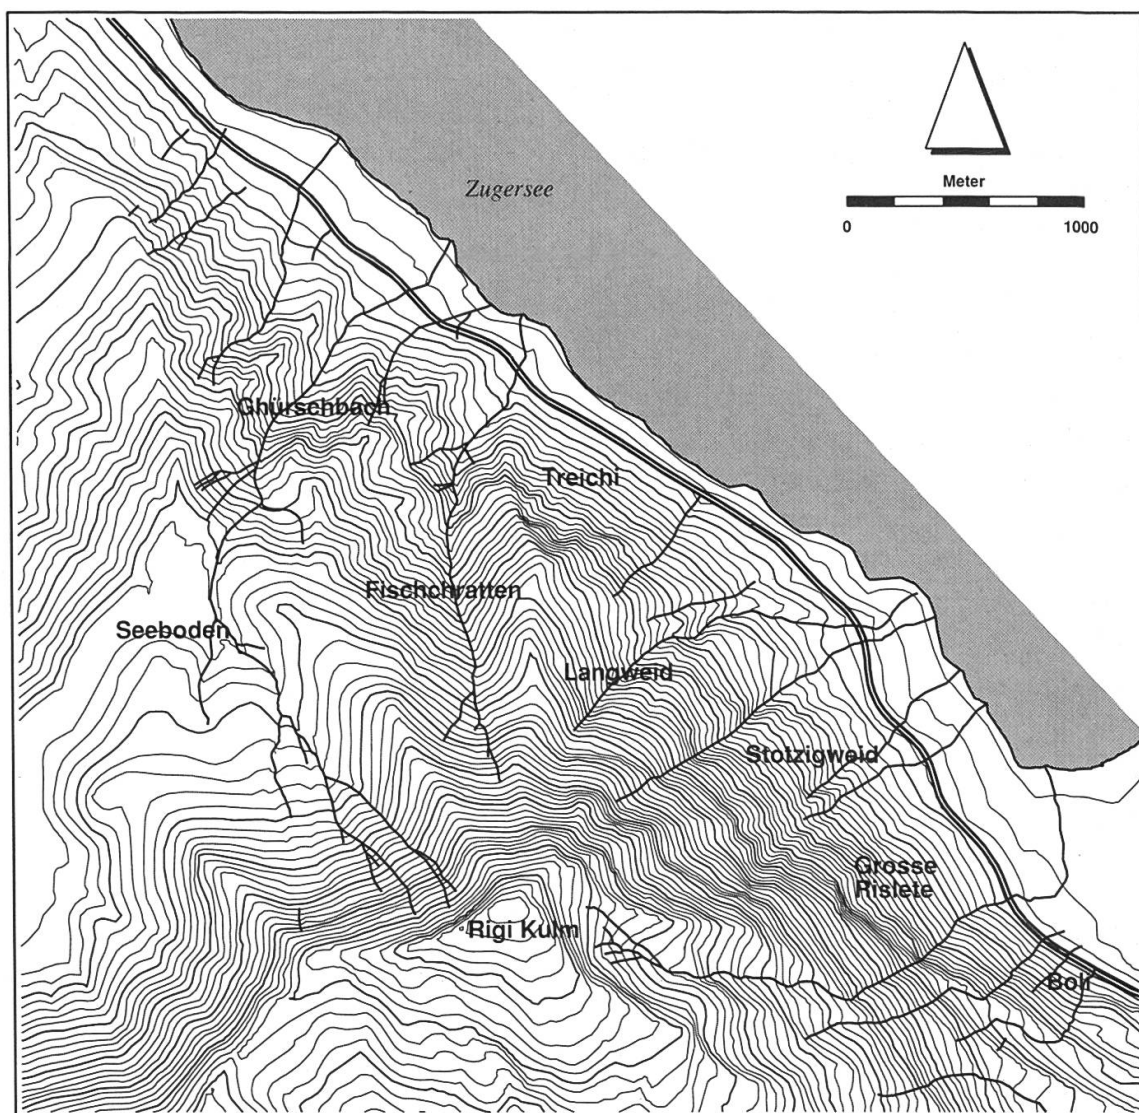 Zugersee
Meter
0 1000
Ghürschbach
Treichi
Fischchratten
Seeboden
Langweid
Stotzigweid
Grosse
Rislete
Rigi Kulm
Boli